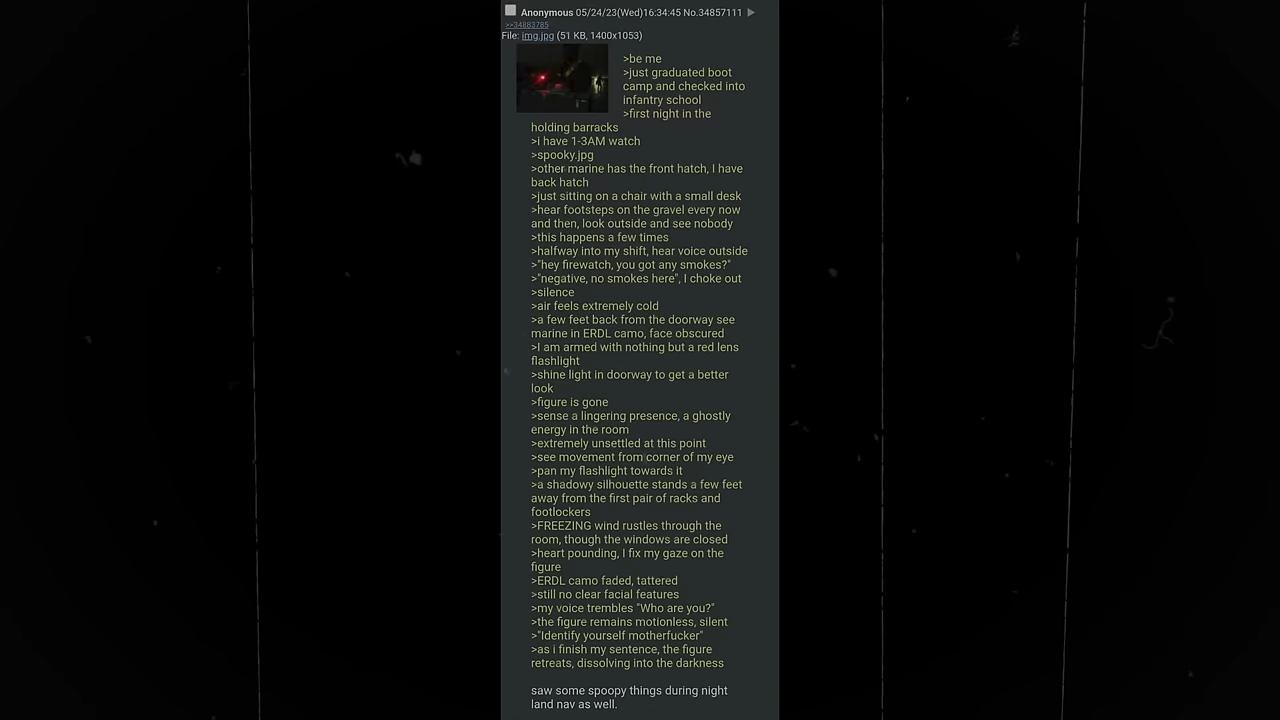 Anonymous 05/24/23(Wed)16:34:45 No.34857111 ▶
>>34883785
File: img.jpg (51 KB, 1400x1053)
>be me
>just graduated boot
camp and checked into
infantry school
>first night in the
holding barracks
>i have 1-3AM watch
>spooky.jpg
>other marine has the front hatch, I have
back hatch
>just sitting on a chair with a small desk
>hear footsteps on the gravel every now
and then, look outside and see nobody
>this happens a few times
>halfway into my shift, hear voice outside
>"hey firewatch, you got any smokes?"
>"negative, no smokes here", I choke out
>silence
>air feels extremely cold
>a few feet back from the doorway see
marine in ERDL camo, face obscured
>I am armed with nothing but a red lens
flashlight
>shine light in doorway to get a better
look
>figure is gone
>sense a lingering presence, a ghostly
energy in the room
>extremely unsettled at this point
>see movement from corner of my eye
>pan my flashlight towards it
>a shadowy silhouette stands a few feet
away from the first pair of racks and
footlockers
>FREEZING wind rustles through the
room, though the windows are closed
>heart pounding, I fix my gaze on the
figure
>ERDL camo faded, tattered
>still no clear facial features
>my voice trembles "Who are you?"
>the figure remains motionless, silent
>"Identify yourself motherfucker"
>as i finish my sentence, the figure
retreats, dissolving into the darkness
saw some spoopy things during night
land nav as well.